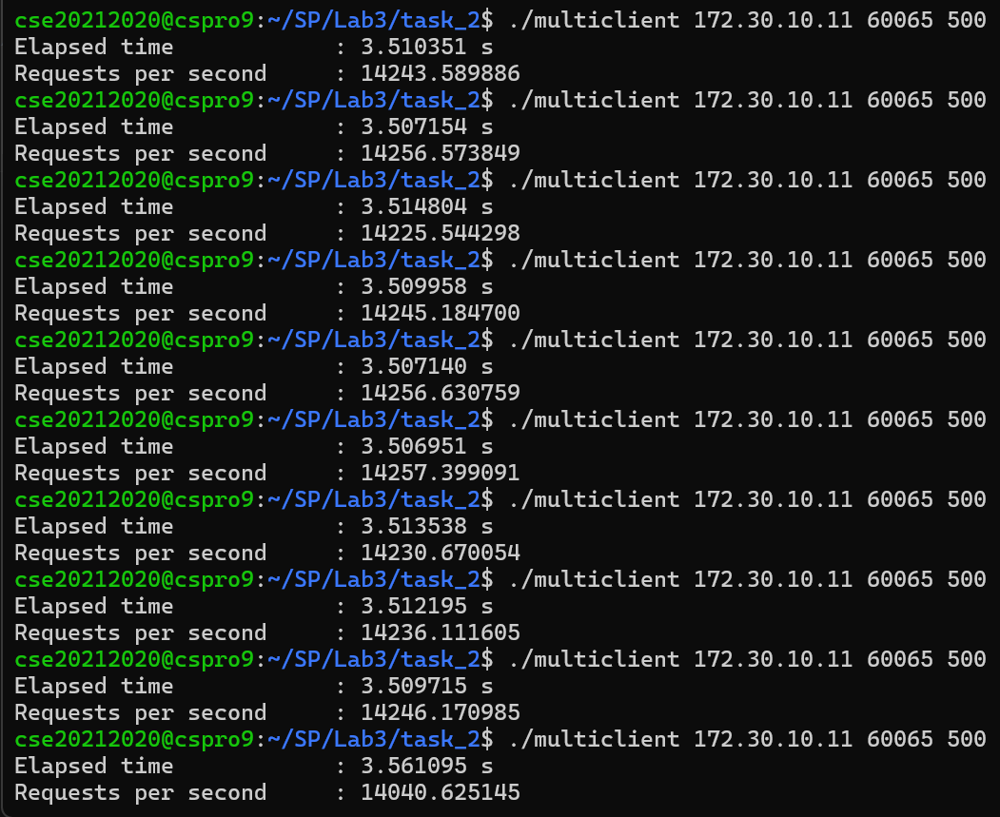 cse20212020@cspro9:~/SP/Lab3/task_2$ ./multiclient 172.30.10.11 60065 500
Elapsed time            : 3.510351 s
Requests per second     : 14243.589886
cse20212020@cspro9:~/SP/Lab3/task_2$ ./multiclient 172.30.10.11 60065 500
Elapsed time            : 3.507154 s
Requests per second     : 14256.573849
cse20212020@cspro9:~/SP/Lab3/task_2$ ./multiclient 172.30.10.11 60065 500
Elapsed time            : 3.514804 s
Requests per second     : 14225.544298
cse20212020@cspro9:~/SP/Lab3/task_2$ ./multiclient 172.30.10.11 60065 500
Elapsed time            : 3.509958 s
Requests per second     : 14245.184700
cse20212020@cspro9:~/SP/Lab3/task_2$ ./multiclient 172.30.10.11 60065 500
Elapsed time            : 3.507140 s
Requests per second     : 14256.630759
cse20212020@cspro9:~/SP/Lab3/task_2$ ./multiclient 172.30.10.11 60065 500
Elapsed time            : 3.506951 s
Requests per second     : 14257.399091
cse20212020@cspro9:~/SP/Lab3/task_2$ ./multiclient 172.30.10.11 60065 500
Elapsed time            : 3.513538 s
Requests per second     : 14230.670054
cse20212020@cspro9:~/SP/Lab3/task_2$ ./multiclient 172.30.10.11 60065 500
Elapsed time            : 3.512195 s
Requests per second     : 14236.111605
cse20212020@cspro9:~/SP/Lab3/task_2$ ./multiclient 172.30.10.11 60065 500
Elapsed time            : 3.509715 s
Requests per second     : 14246.170985
cse20212020@cspro9:~/SP/Lab3/task_2$ ./multiclient 172.30.10.11 60065 500
Elapsed time            : 3.561095 s
Requests per second     : 14040.625145